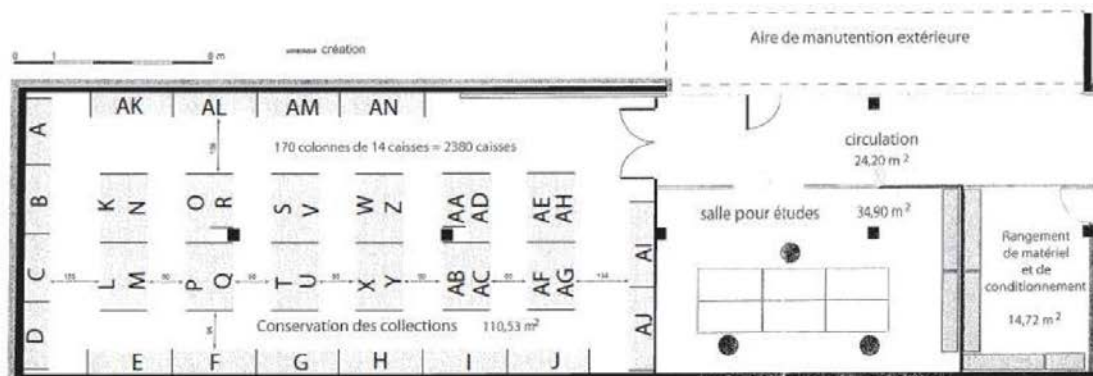 Aire de manutention extérieure
0 1 m
création
AK AL AM AN
A
170 colonnes de 14 caisses = 2380 caisses
circulation
24,20 m²
B
K N
O R
S V
W Z
AA AD
AE AH
salle pour études 34,90 m²
Rangement
de matériel
et de
conditionnement
14,72 m²
C
L M
P Q
T U
X Y
AB AC
AF AG
AI
D
Conservation des collections 110,53 m²
AJ
E F G H I J